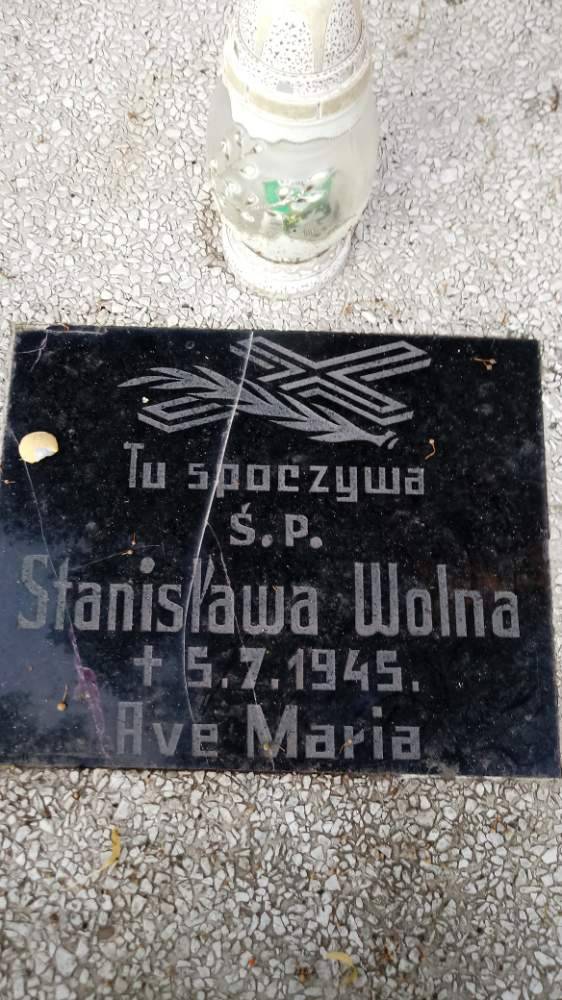 Tu spoczywa
Ś. P.
Stanisława Wolna
† 5.7.1945.
Ave Maria